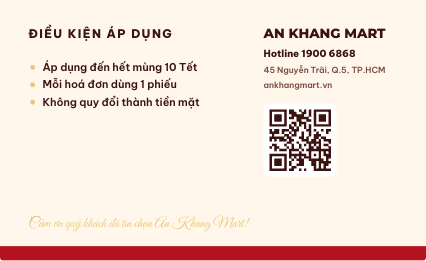 ĐIỀU KIỆN ÁP DỤNG
Áp dụng đến hết mùng 10 Tết
Mỗi hoá đơn dùng 1 phiếu
Không quy đổi thành tiền mặt
AN KHANG MART
Hotline 1900 6868
45 Nguyễn Trãi, Q.5, TP.HCM
ankhangmart.vn
Cảm ơn quý khách đã tin chọn An Khang Mart!